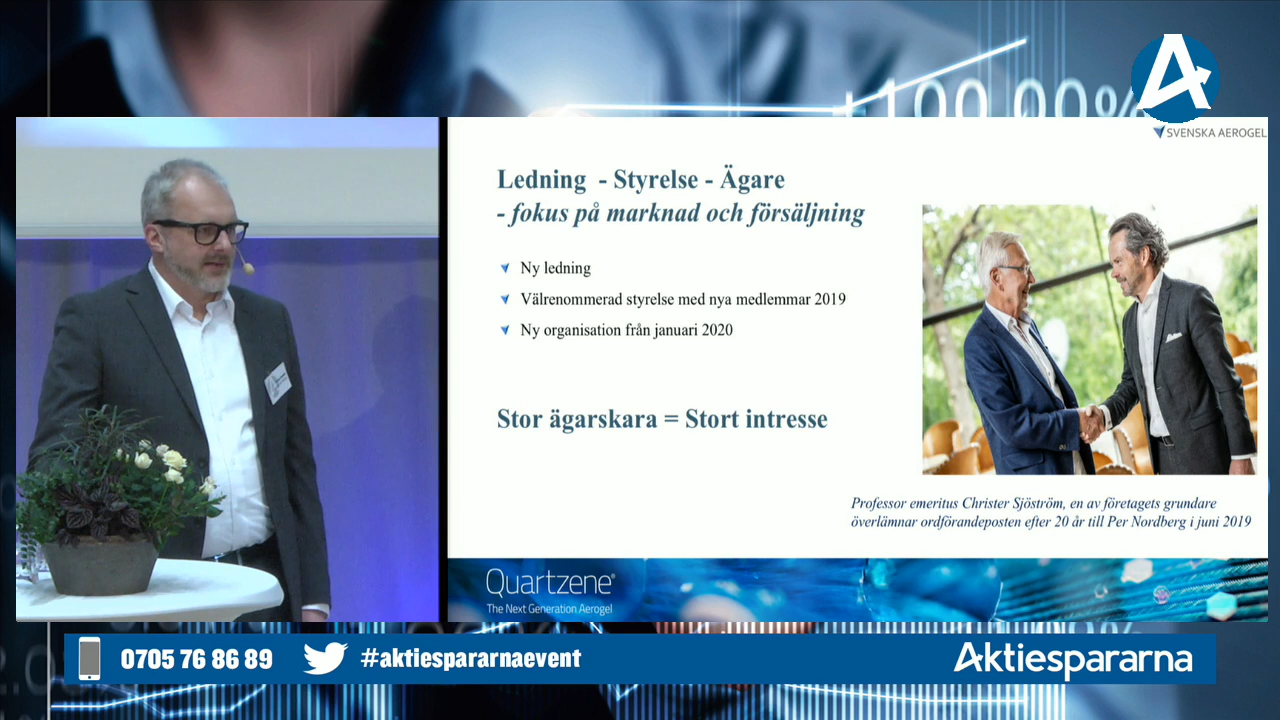 +100,00%
SVENSKA AEROGEL
Ledning - Styrelse - Ägare
- fokus på marknad och försäljning
Ny ledning
Välrenommerad styrelse med nya medlemmar 2019
Ny organisation från januari 2020
Stor ägarskara = Stort intresse
Professor emeritus Christer Sjöström, en av företagets grundare
överlämnar ordförandeposten efter 20 år till Per Nordberg i juni 2019
Quartzene®
The Next Generation Aerogel
0705 76 86 89
#aktiespararnaevent
Aktiespararna